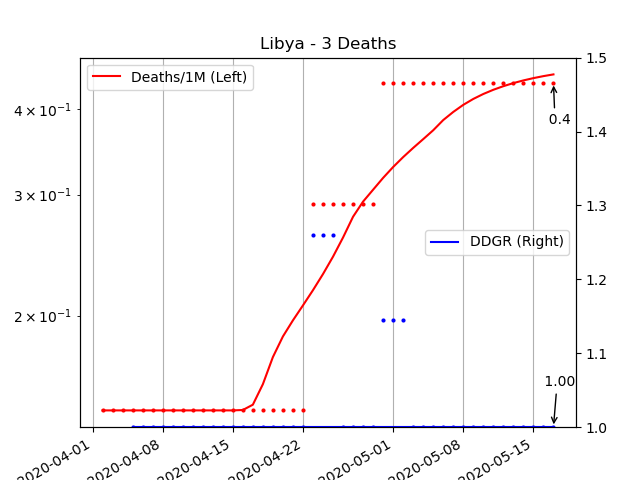 Libya - 3 Deaths
Deaths/1M (Left)
DDGR (Right)
4 × 10⁻¹
3 × 10⁻¹
2 × 10⁻¹
1.5
1.4
1.3
1.2
1.1
1.0
0.4
1.00
2020-04-01
2020-04-08
2020-04-15
2020-04-22
2020-05-01
2020-05-08
2020-05-15